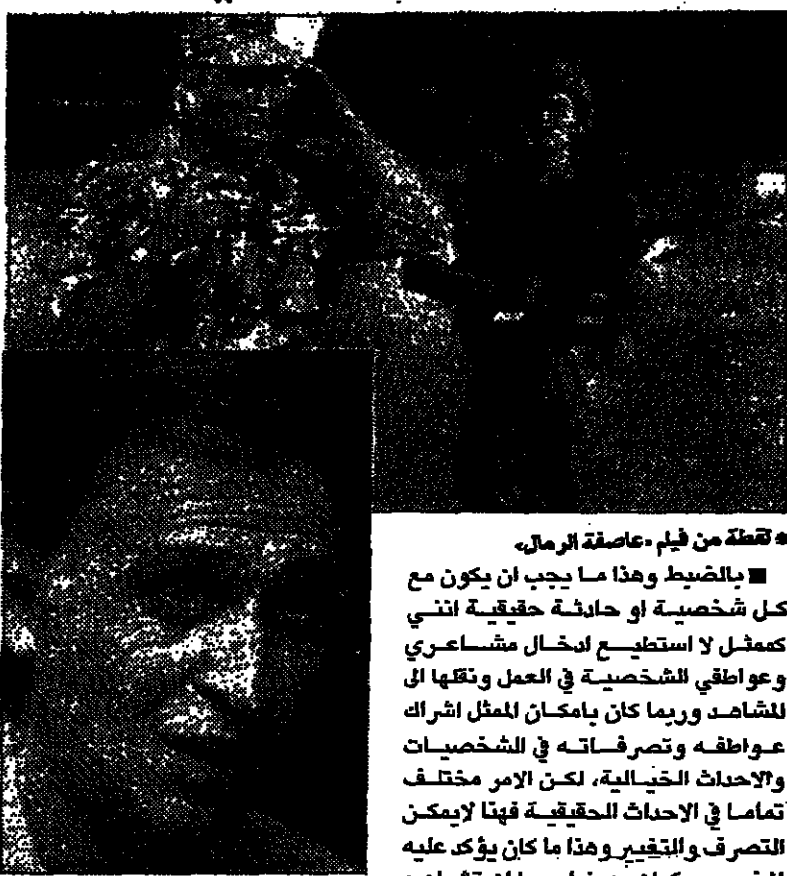 * لقطة من فيلم «عاصفة الرمال»
■ بالضبط وهذا ما يجب ان يكون مع
كل شخصية او حادثة حقيقية انني
كممثل لا استطيع ادخال مشاعري
وعواطفي الشخصية في العمل ونقلها الى
المشاهد وربما كان بامكان الممثل اشراك
عواطفه وتصرفاته في الشخصيات
والاحداث الخيالية، لكن الامر مختلف
تماما في الاحداث الحقيقية فهنا لايمكن
التصرف والتغيير وهذا ما كان يؤكد عليه